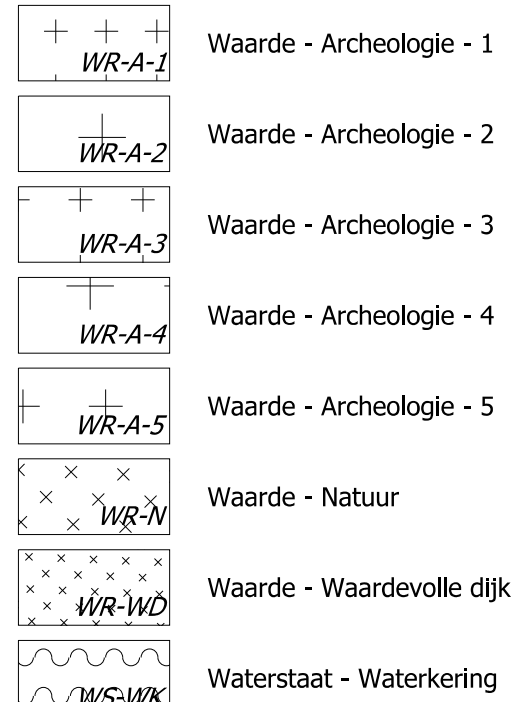 WR-A-1 Waarde - Archeologie - 1
WR-A-2 Waarde - Archeologie - 2
WR-A-3 Waarde - Archeologie - 3
WR-A-4 Waarde - Archeologie - 4
WR-A-5 Waarde - Archeologie - 5
WR-N Waarde - Natuur
WR-WD Waarde - Waardevolle dijk
WS-WK Waterstaat - Waterkering